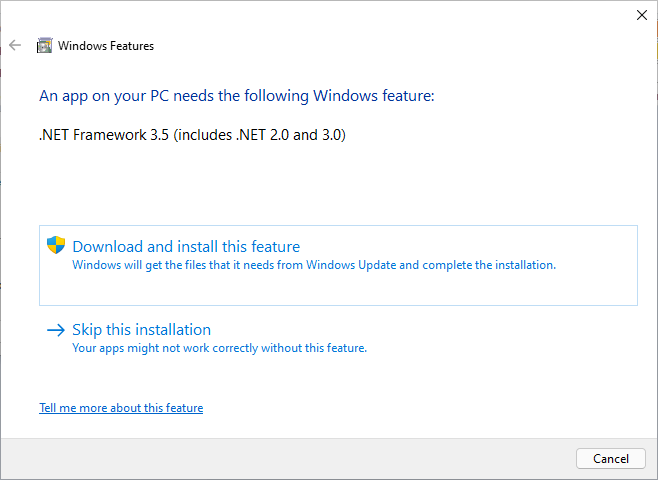 Windows Features
An app on your PC needs the following Windows feature:
.NET Framework 3.5 (includes .NET 2.0 and 3.0)
Download and install this feature
Windows will get the files that it needs from Windows Update and complete the installation.
Skip this installation
Your apps might not work correctly without this feature.
Tell me more about this feature
Cancel